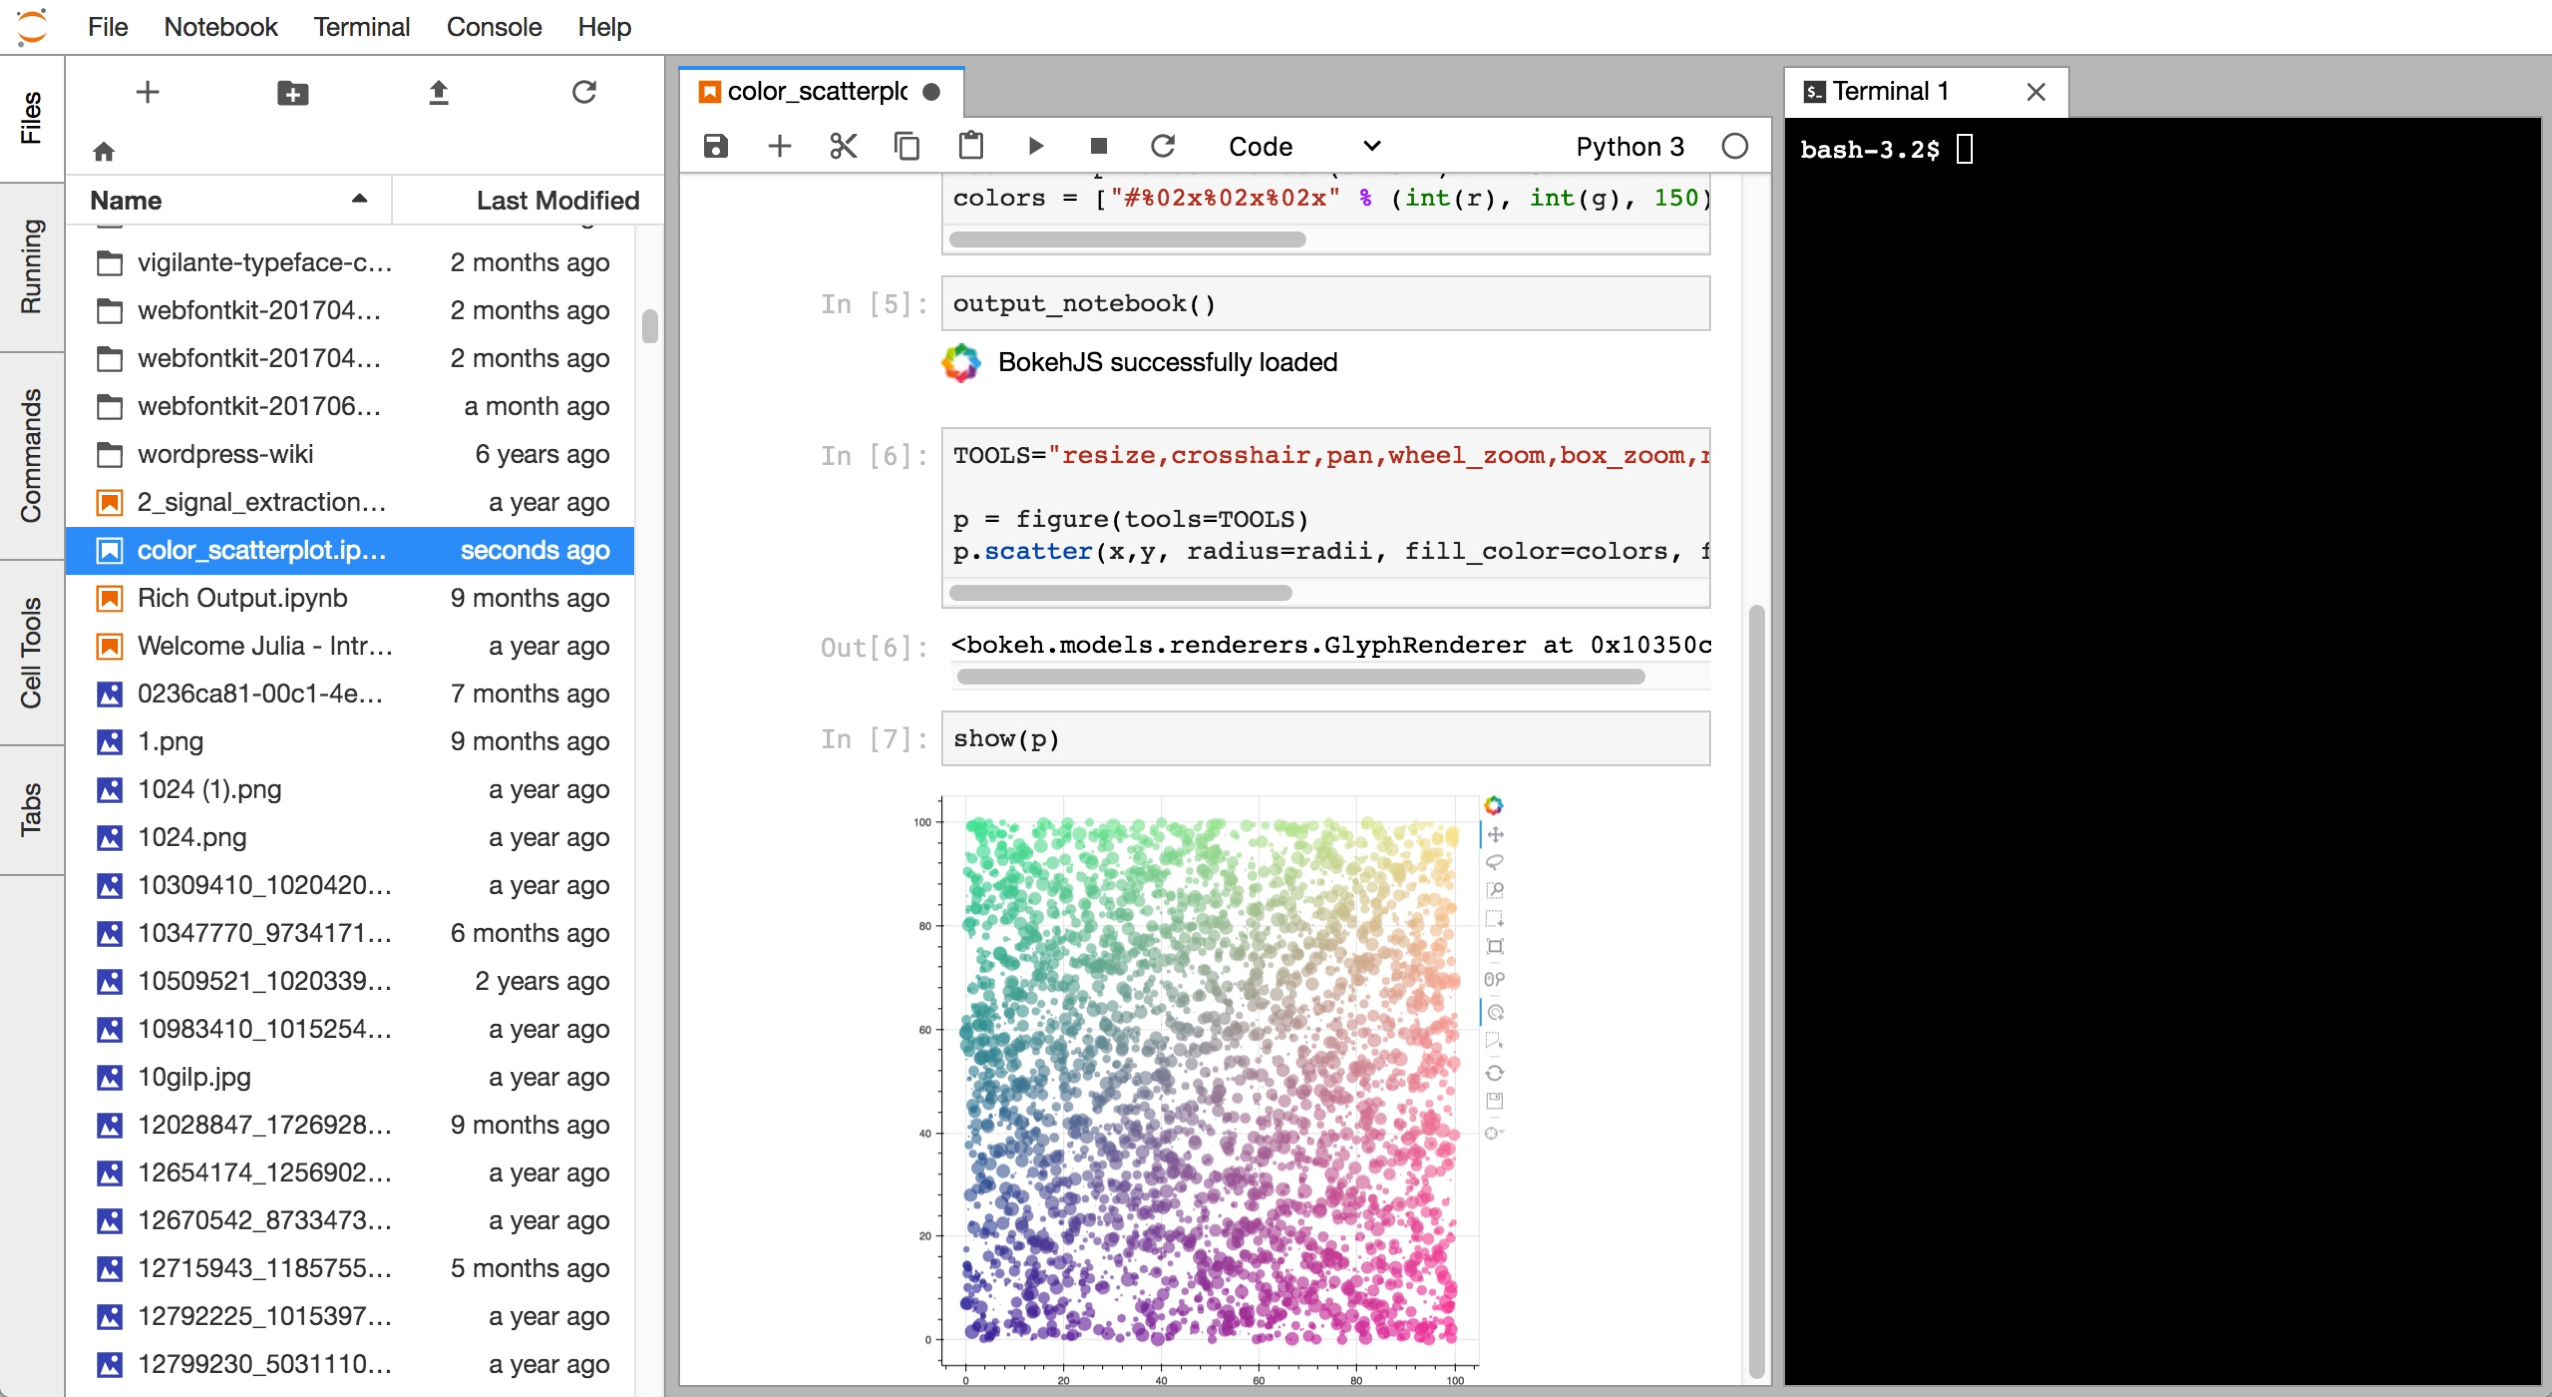 File Notebook Terminal Console Help
Files
Running
Commands
Cell Tools
Tabs
Name Last Modified
vigilante-typeface-c... 2 months ago
webfontkit-201704... 2 months ago
webfontkit-201704... 2 months ago
webfontkit-201706... a month ago
wordpress-wiki 6 years ago
2_signal_extraction... a year ago
color_scatterplot.ip... seconds ago
Rich Output.ipynb 9 months ago
Welcome Julia - Intr... a year ago
0236ca81-00c1-4e... 7 months ago
1.png 9 months ago
1024 (1).png a year ago
1024.png a year ago
10309410_1020420... a year ago
10347770_9734171... 6 months ago
10509521_1020339... 2 years ago
10983410_1015254... a year ago
10gilp.jpg a year ago
12028847_1726928... 9 months ago
12654174_1256902... a year ago
12670542_8733473... a year ago
12715943_1185755... 5 months ago
12792225_1015397... a year ago
12799230_5031110... a year ago
color_scatterplo
Code Python 3
colors = ["#%02x%02x%02x" % (int(r), int(g), 150)
In [5]: output_notebook()
BokehJS successfully loaded
In [6]: TOOLS="resize,crosshair,pan,wheel_zoom,box_zoom,r
p = figure(tools=TOOLS)
p.scatter(x,y, radius=radii, fill_color=colors, f
Out[6]: <bokeh.models.renderers.GlyphRenderer at 0x10350c
In [7]: show(p)
100
80
60
40
20
0
0 20 40 60 80 100
$_ Terminal 1
bash-3.2$